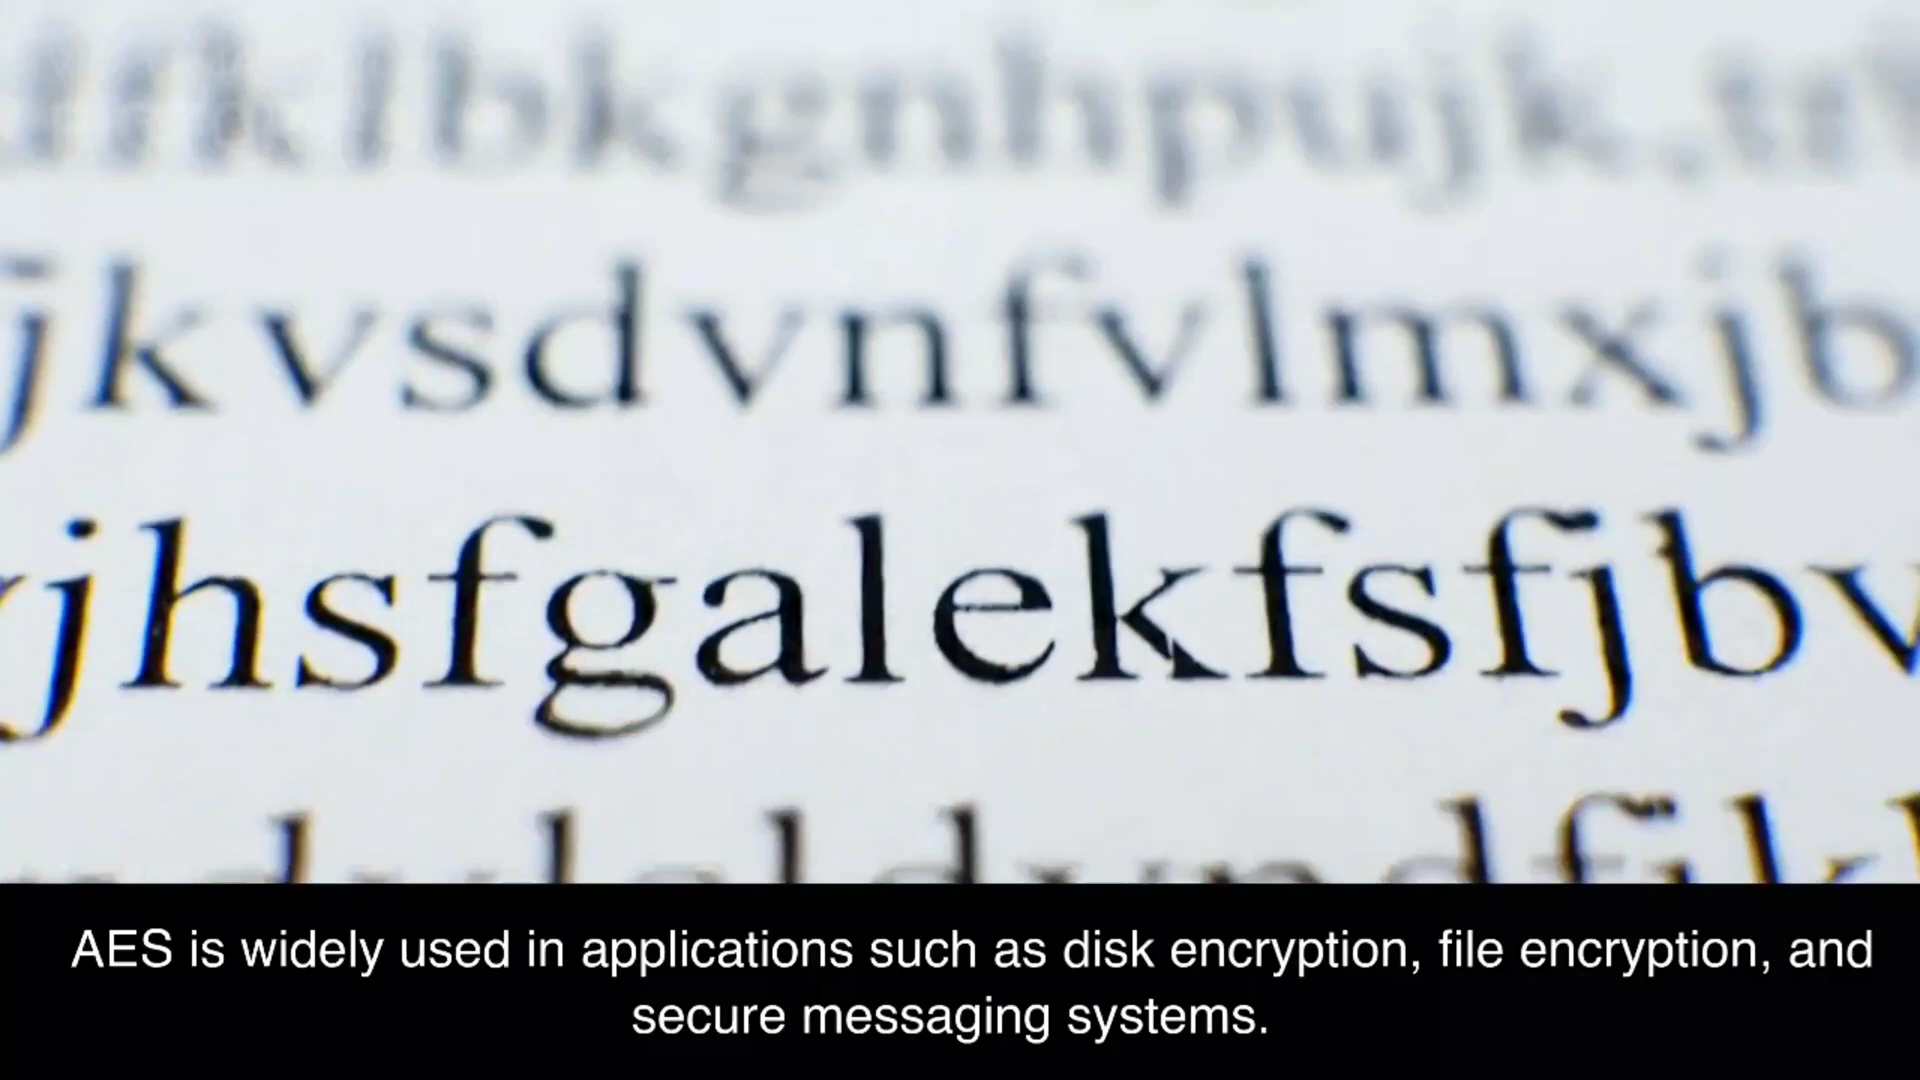 jkvsdvnfvlmxjb
jhsfgalekfsfjbv
AES is widely used in applications such as disk encryption, file encryption, and
secure messaging systems.